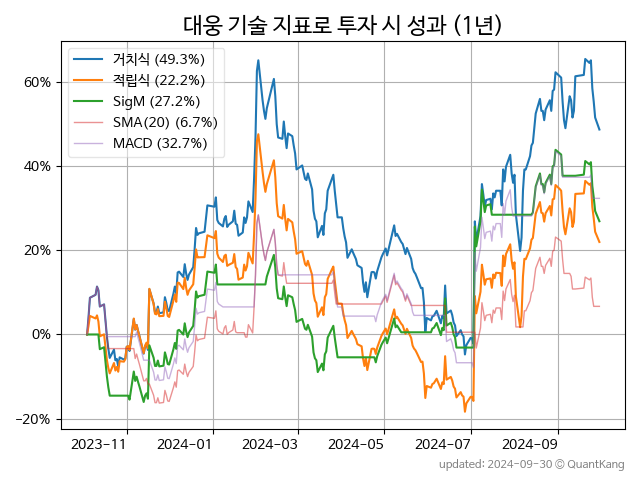 대웅 기술 지표로 투자 시 성과 (1년)
거치식 (49.3%)
적립식 (22.2%)
SigM (27.2%)
SMA(20) (6.7%)
MACD (32.7%)
60%
40%
20%
0%
−20%
2023-11 2024-01 2024-03 2024-05 2024-07 2024-09
updated: 2024-09-30 © QuantKang